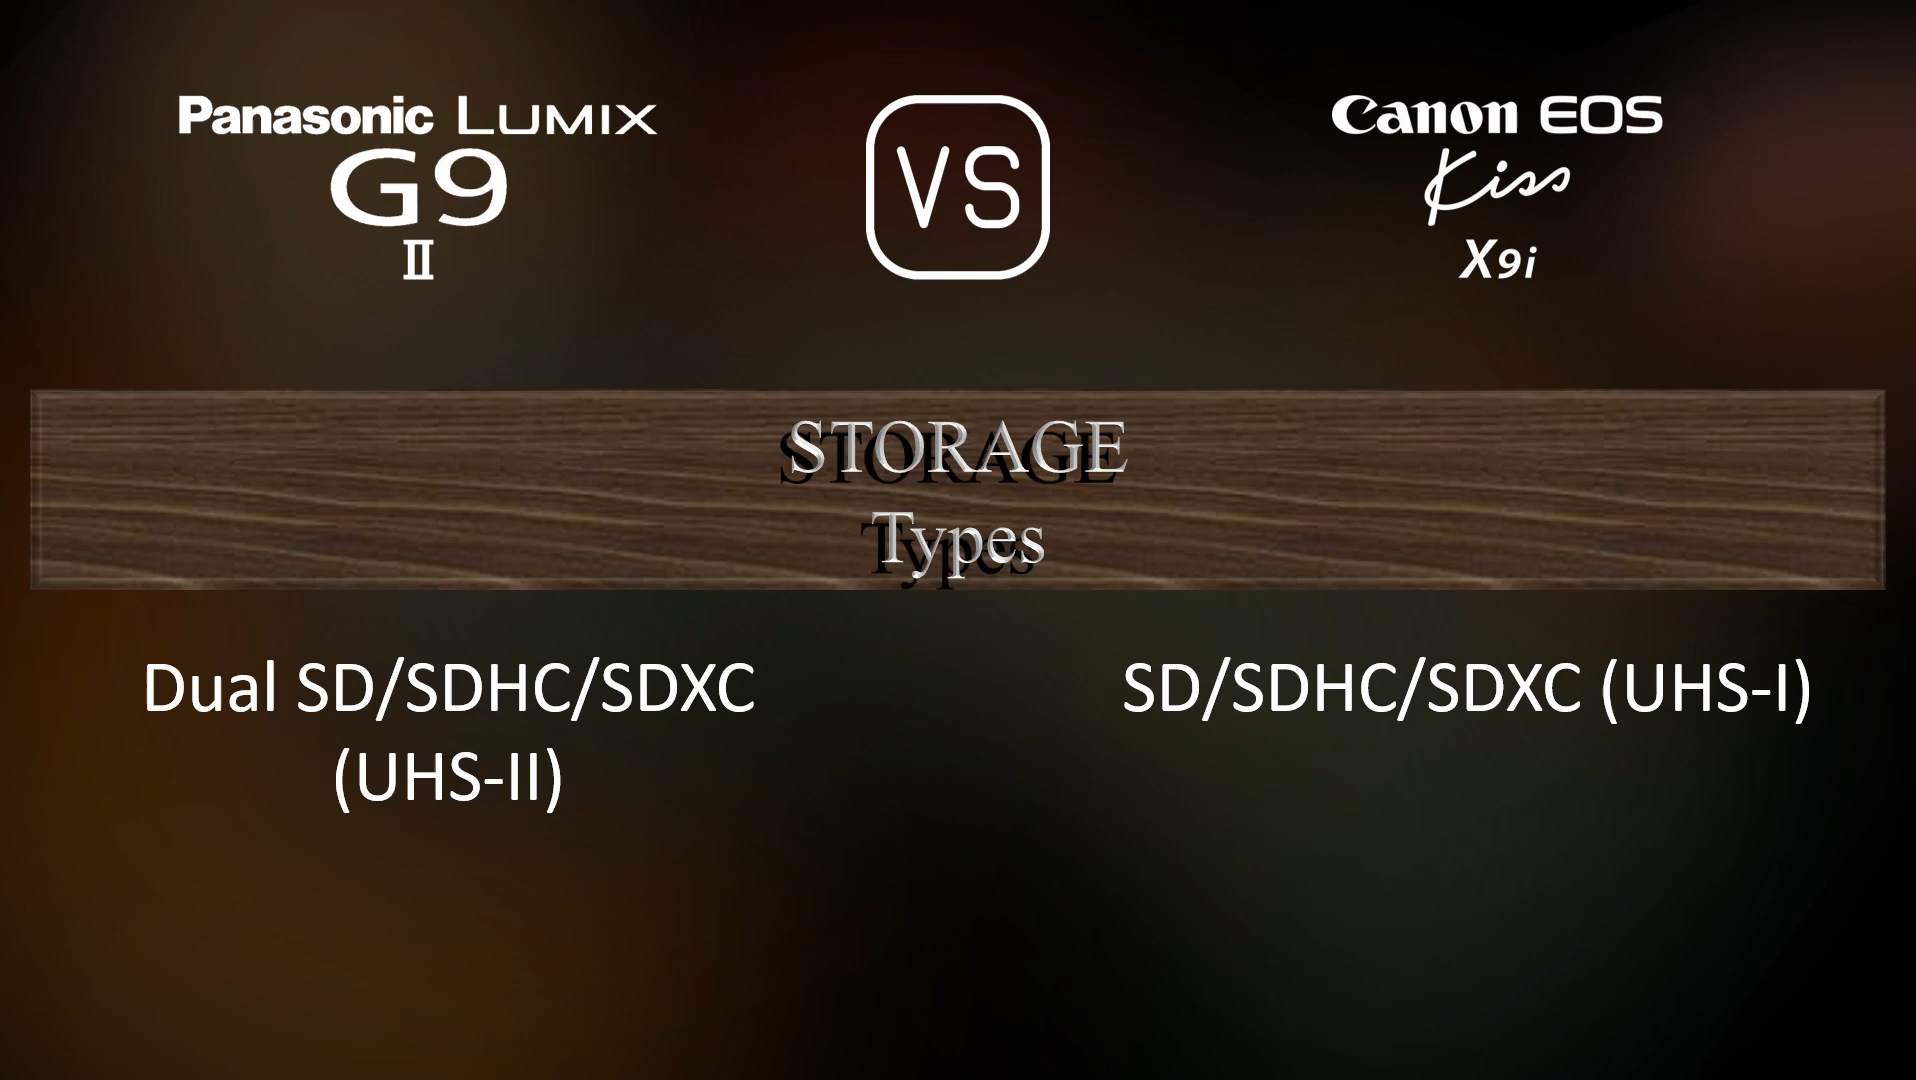 Panasonic LUMIX
G9
II
VS
Canon EOS
Kiss
X9i
STORAGE
Types
Dual SD/SDHC/SDXC
(UHS-II)
SD/SDHC/SDXC (UHS-I)